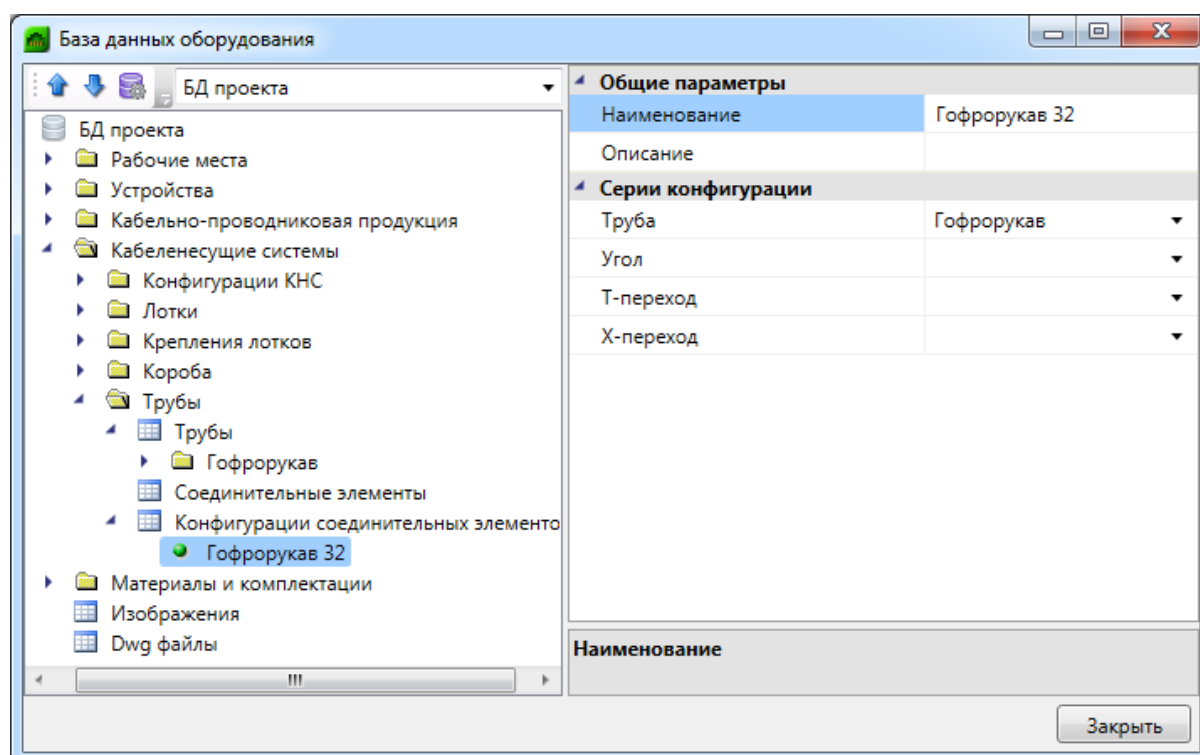 База данных оборудования
БД проекта
БД проекта
Рабочие места
Устройства
Кабельно-проводниковая продукция
Кабеленесущие системы
Конфигурации КНС
Лотки
Крепления лотков
Короба
Трубы
Трубы
Гофрорукав
Соединительные элементы
Конфигурации соединительных элементо
Гофрорукав 32
Материалы и комплектации
Изображения
Dwg файлы
Общие параметры
Наименование Гофрорукав 32
Описание
Серии конфигурации
Труба Гофрорукав
Угол
Т-переход
Х-переход
Наименование
Закрыть